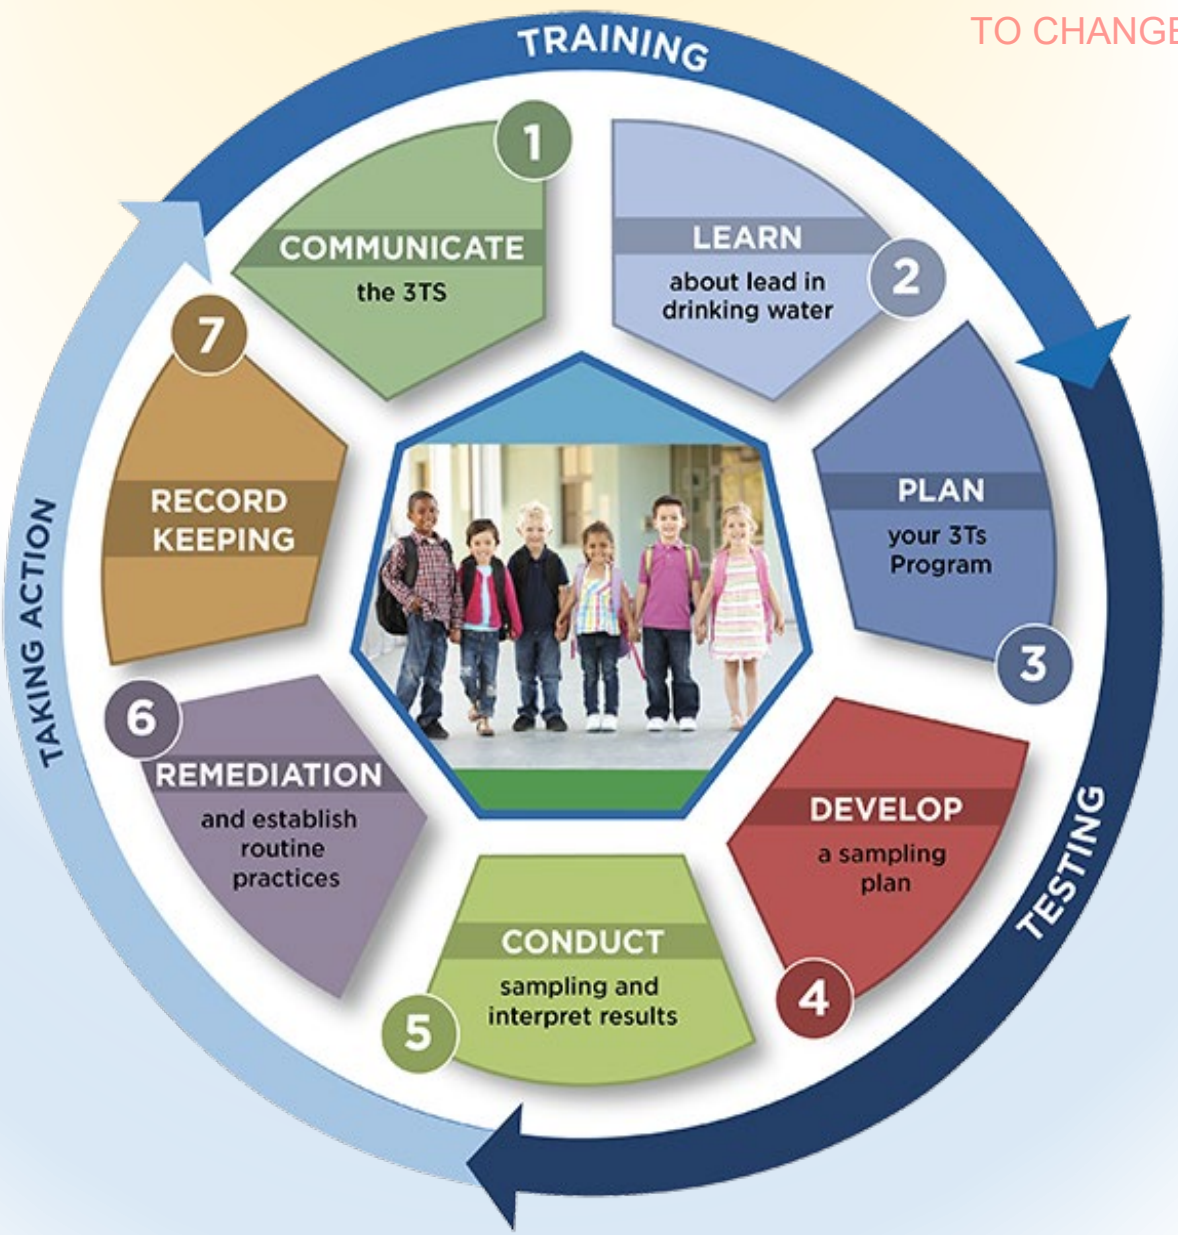 TO CHANGE
TRAINING
1
COMMUNICATE
the 3TS
LEARN
about lead in
drinking water
2
PLAN
your 3Ts
Program
3
DEVELOP
a sampling
plan
4
TESTING
CONDUCT
sampling and
interpret results
5
6
REMEDIATION
and establish
routine
practices
7
RECORD
KEEPING
TAKING ACTION